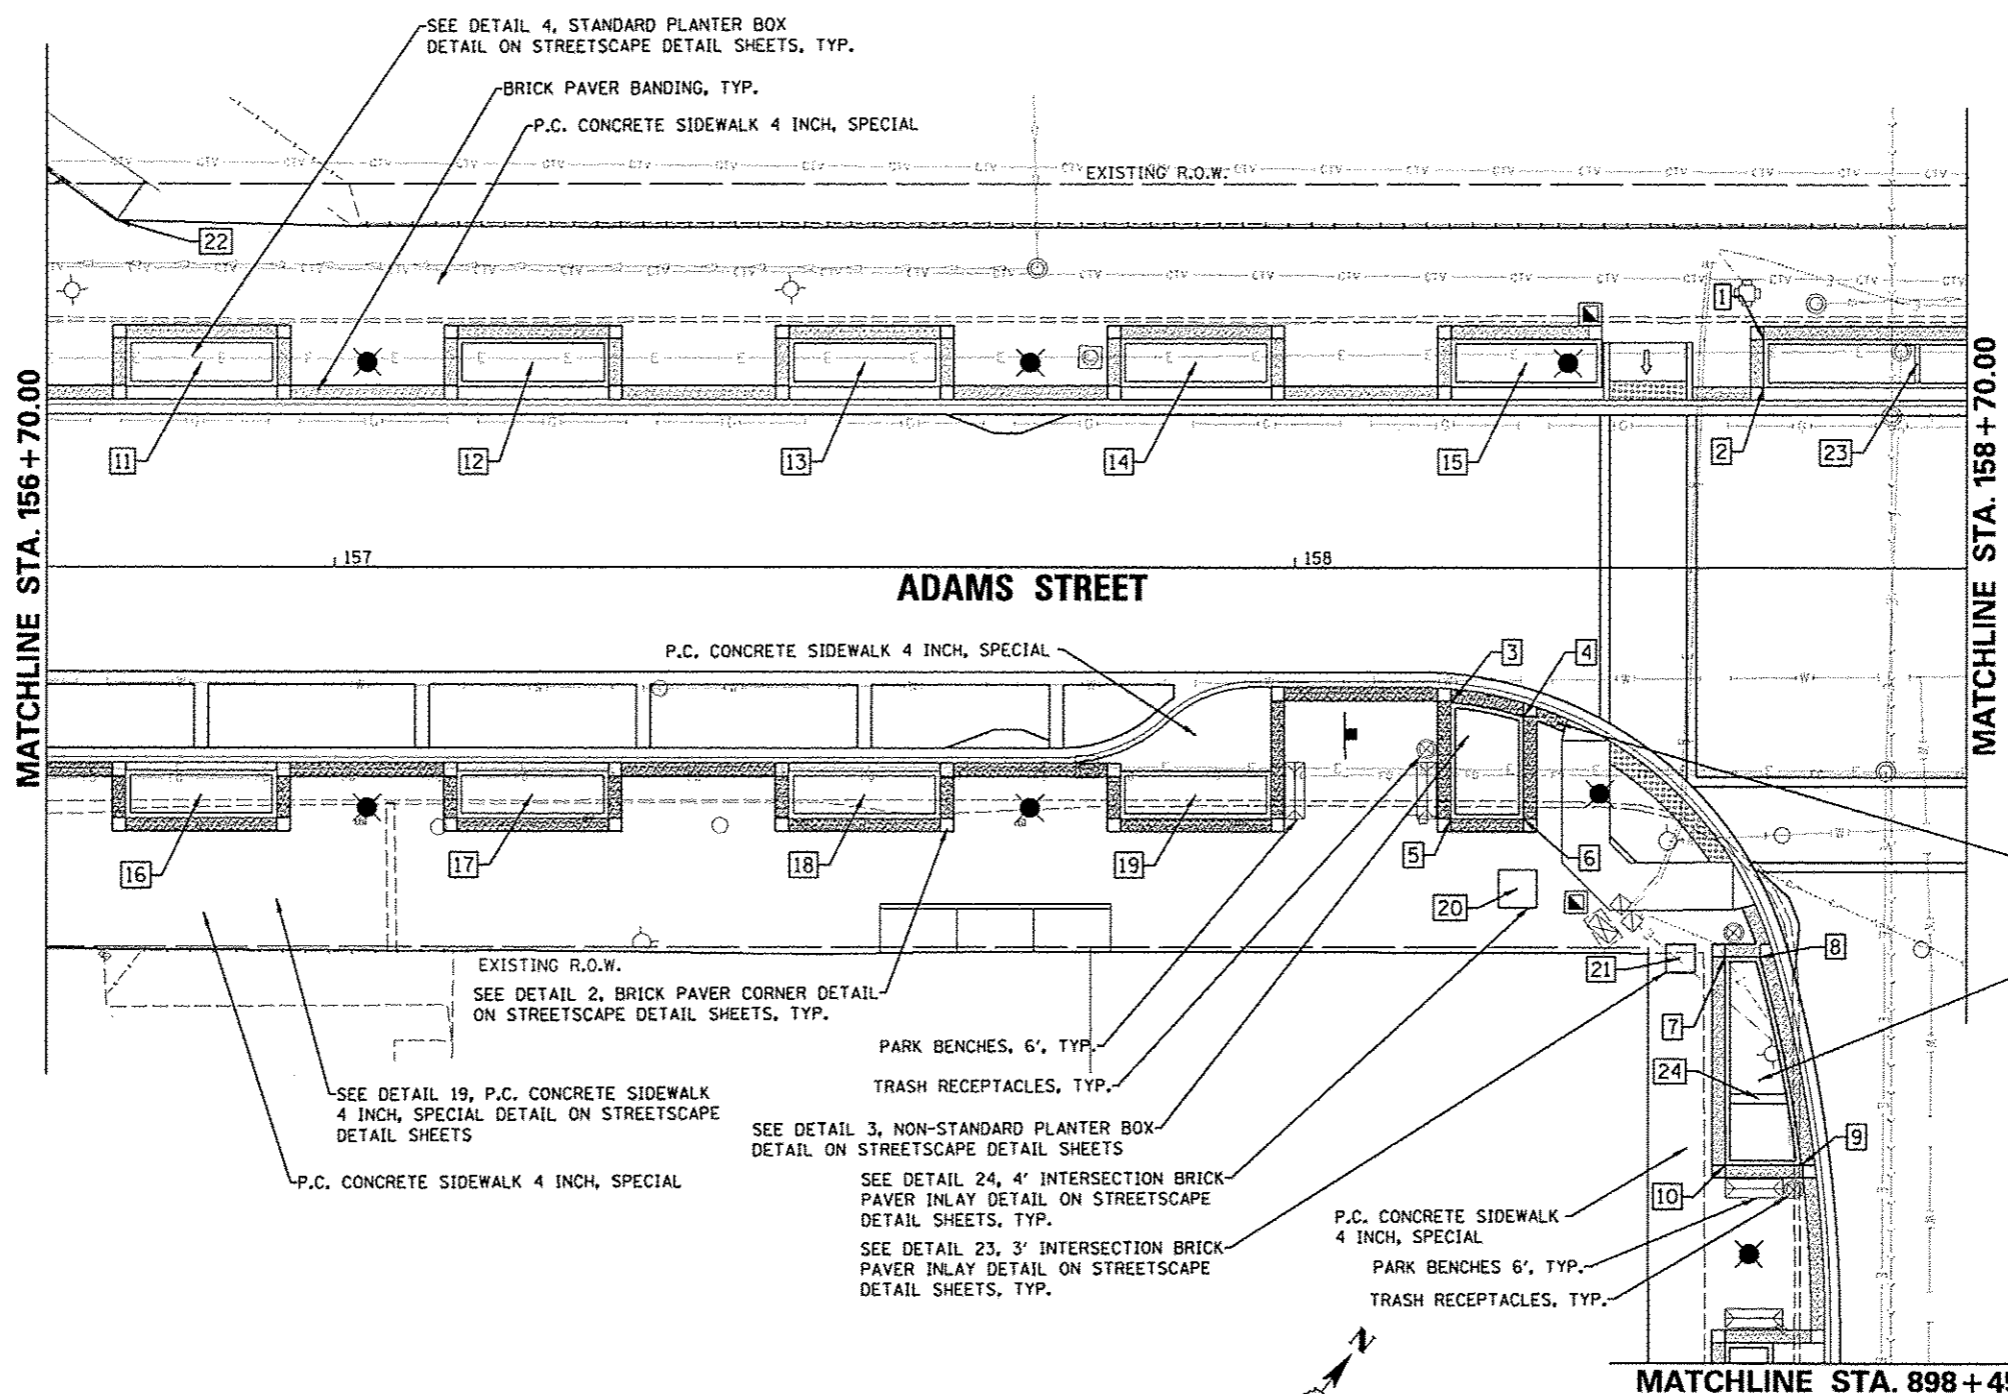 SEE DETAIL 4, STANDARD PLANTER BOX
DETAIL ON STREETSCAPE DETAIL SHEETS, TYP.
BRICK PAVER BANDING, TYP.
P.C. CONCRETE SIDEWALK 4 INCH, SPECIAL
EXISTING R.O.W.
22
1
11
12
13
14
15
2
23
MATCHLINE STA. 156+70.00
MATCHLINE STA. 158+70.00
157
158
ADAMS STREET
P.C. CONCRETE SIDEWALK 4 INCH, SPECIAL
3
4
16
17
18
19
5
6
20
21
8
7
24
9
10
EXISTING R.O.W.
SEE DETAIL 2, BRICK PAVER CORNER DETAIL
ON STREETSCAPE DETAIL SHEETS, TYP.
PARK BENCHES, 6', TYP.
TRASH RECEPTACLES, TYP.
SEE DETAIL 19, P.C. CONCRETE SIDEWALK
4 INCH, SPECIAL DETAIL ON STREETSCAPE
DETAIL SHEETS
SEE DETAIL 3, NON-STANDARD PLANTER BOX
DETAIL ON STREETSCAPE DETAIL SHEETS
P.C. CONCRETE SIDEWALK 4 INCH, SPECIAL
SEE DETAIL 24, 4' INTERSECTION BRICK
PAVER INLAY DETAIL ON STREETSCAPE
DETAIL SHEETS, TYP.
SEE DETAIL 23, 3' INTERSECTION BRICK
PAVER INLAY DETAIL ON STREETSCAPE
DETAIL SHEETS, TYP.
P.C. CONCRETE SIDEWALK
4 INCH, SPECIAL
PARK BENCHES 6', TYP.
TRASH RECEPTACLES, TYP.
N
MATCHLINE STA. 898+4